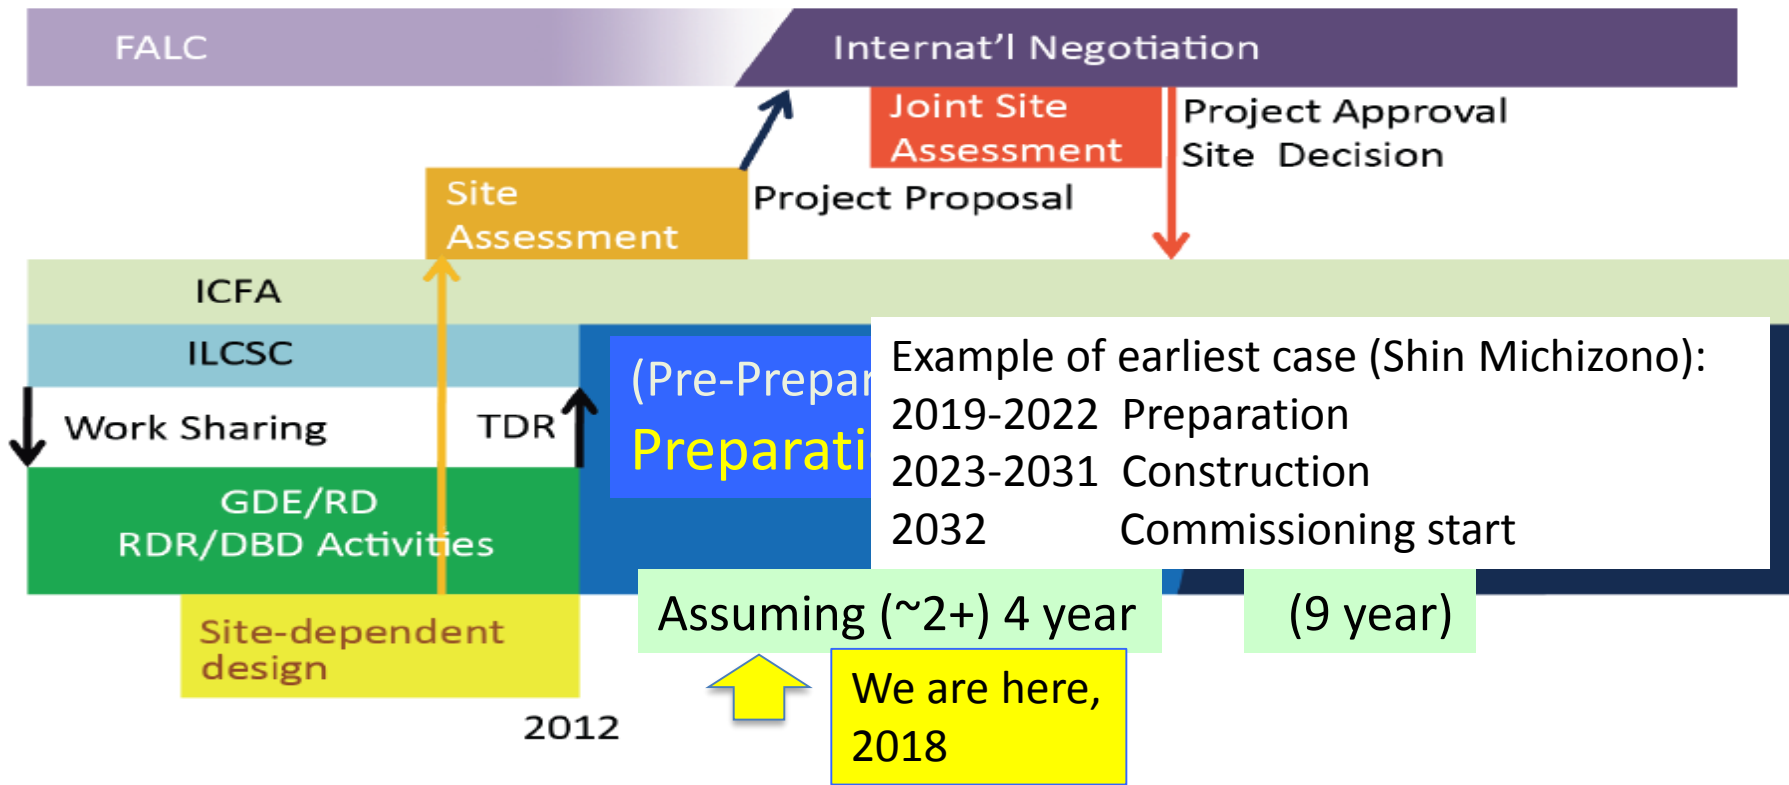 FALC
Internat'l Negotiation
Joint Site
Assessment
Project Approval
Site Decision
Site
Assessment
Project Proposal
ICFA
ILCSC
Work Sharing
TDR
(Pre-Prepar
Preparati
Example of earliest case (Shin Michizono):
2019-2022 Preparation
2023-2031 Construction
2032 Commissioning start
GDE/RD
RDR/DBD Activities
Assuming (~2+) 4 year
(9 year)
Site-dependent
design
We are here,
2018
2012